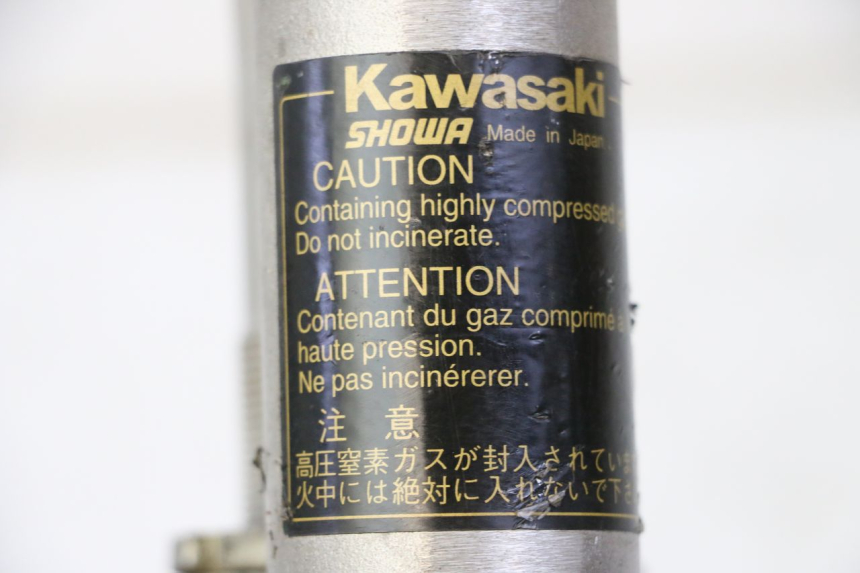 Kawasaki
SHOWA Made in Japan.
CAUTION
Containing highly compressed g
Do not incinerate.
ATTENTION
Contenant du gaz comprimé à
haute pression.
Ne pas incinérerer.
注 意
高圧窒素ガスが封入されていま
火中には絶対に入れないで下さ